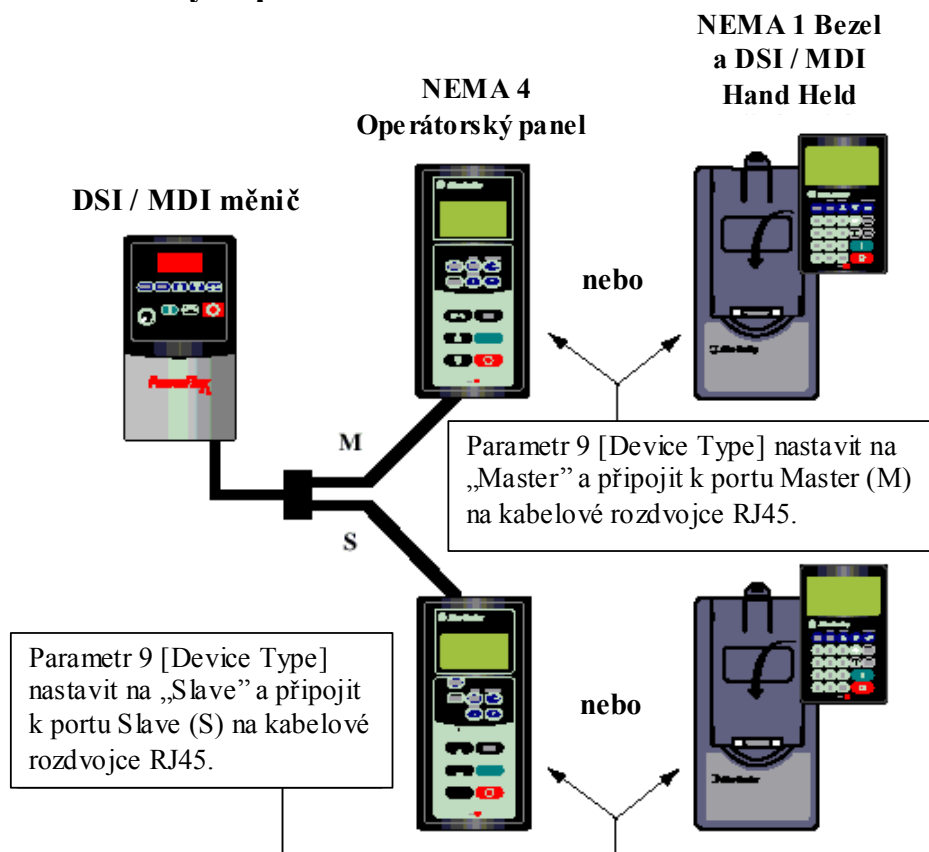 NEMA 1 Bezel
a DSI / MDI
Hand Held
NEMA 4
Operátorský panel
DSI / MDI měnič
nebo
M
Parametr 9 [Device Type] nastavit na
„Master” a připojit k portu Master (M)
na kabelové rozdvojce RJ45.
S
Parametr 9 [Device Type]
nastavit na „Slave” a připojit
k portu Slave (S) na kabelové
rozdvojce RJ45.
nebo